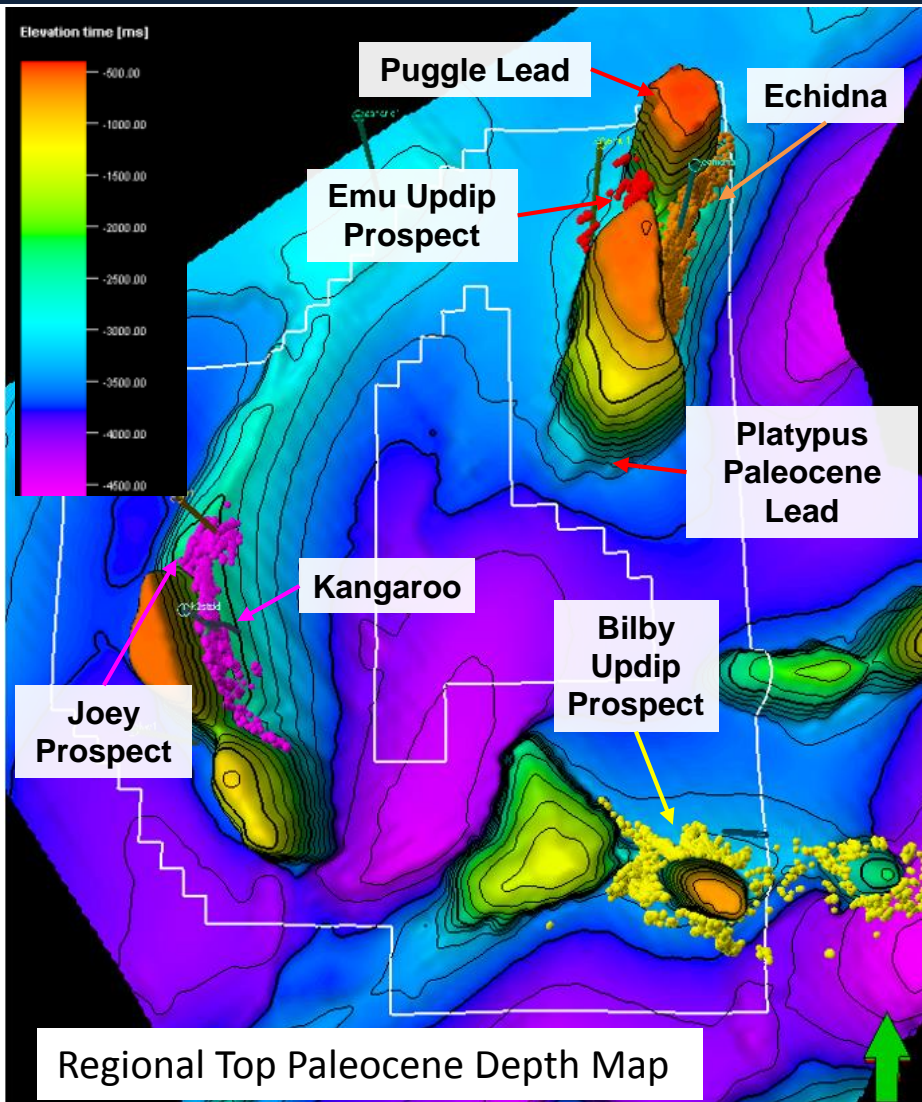 Elevation time [ms]
-500.00
-1000.00
-1500.00
-2000.00
-2500.00
-3000.00
-3500.00
-4000.00
-4500.00
Puggle Lead
Echidna
Emu Updip
Prospect
Platypus
Paleocene
Lead
Kangaroo
Bilby
Updip
Prospect
Joey
Prospect
Regional Top Paleocene Depth Map